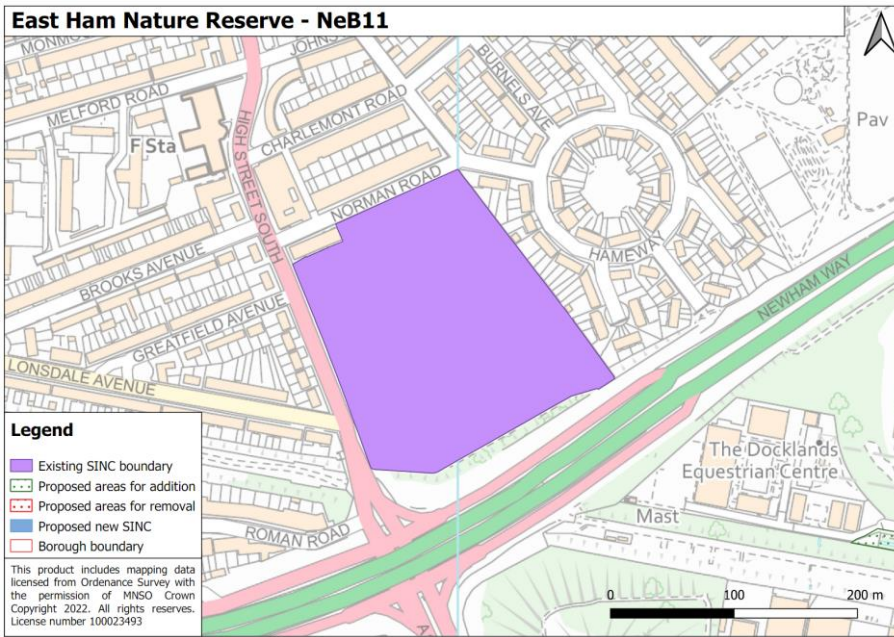 East Ham Nature Reserve - NeB11
MELFORD ROAD
BURNELS AVE
CHARLEMONT ROAD
Pav
F Sta
HIGH STREET SOUTH
NORMAN ROAD
BROOKS AVENUE
HAMEWAY
NEWHAM WAY
GREATFIELD AVENUE
LONSDALE AVENUE
The Docklands
Equestrian Centre
Mast
ROMAN ROAD
Legend
Existing SINC boundary
Proposed areas for addition
Proposed areas for removal
Proposed new SINC
Borough boundary
This product includes mapping data
licensed from Ordenance Survey with
the permission of MNSO Crown
Copyright 2022. All rights reserves.
License number 100023493
0 100 200 m